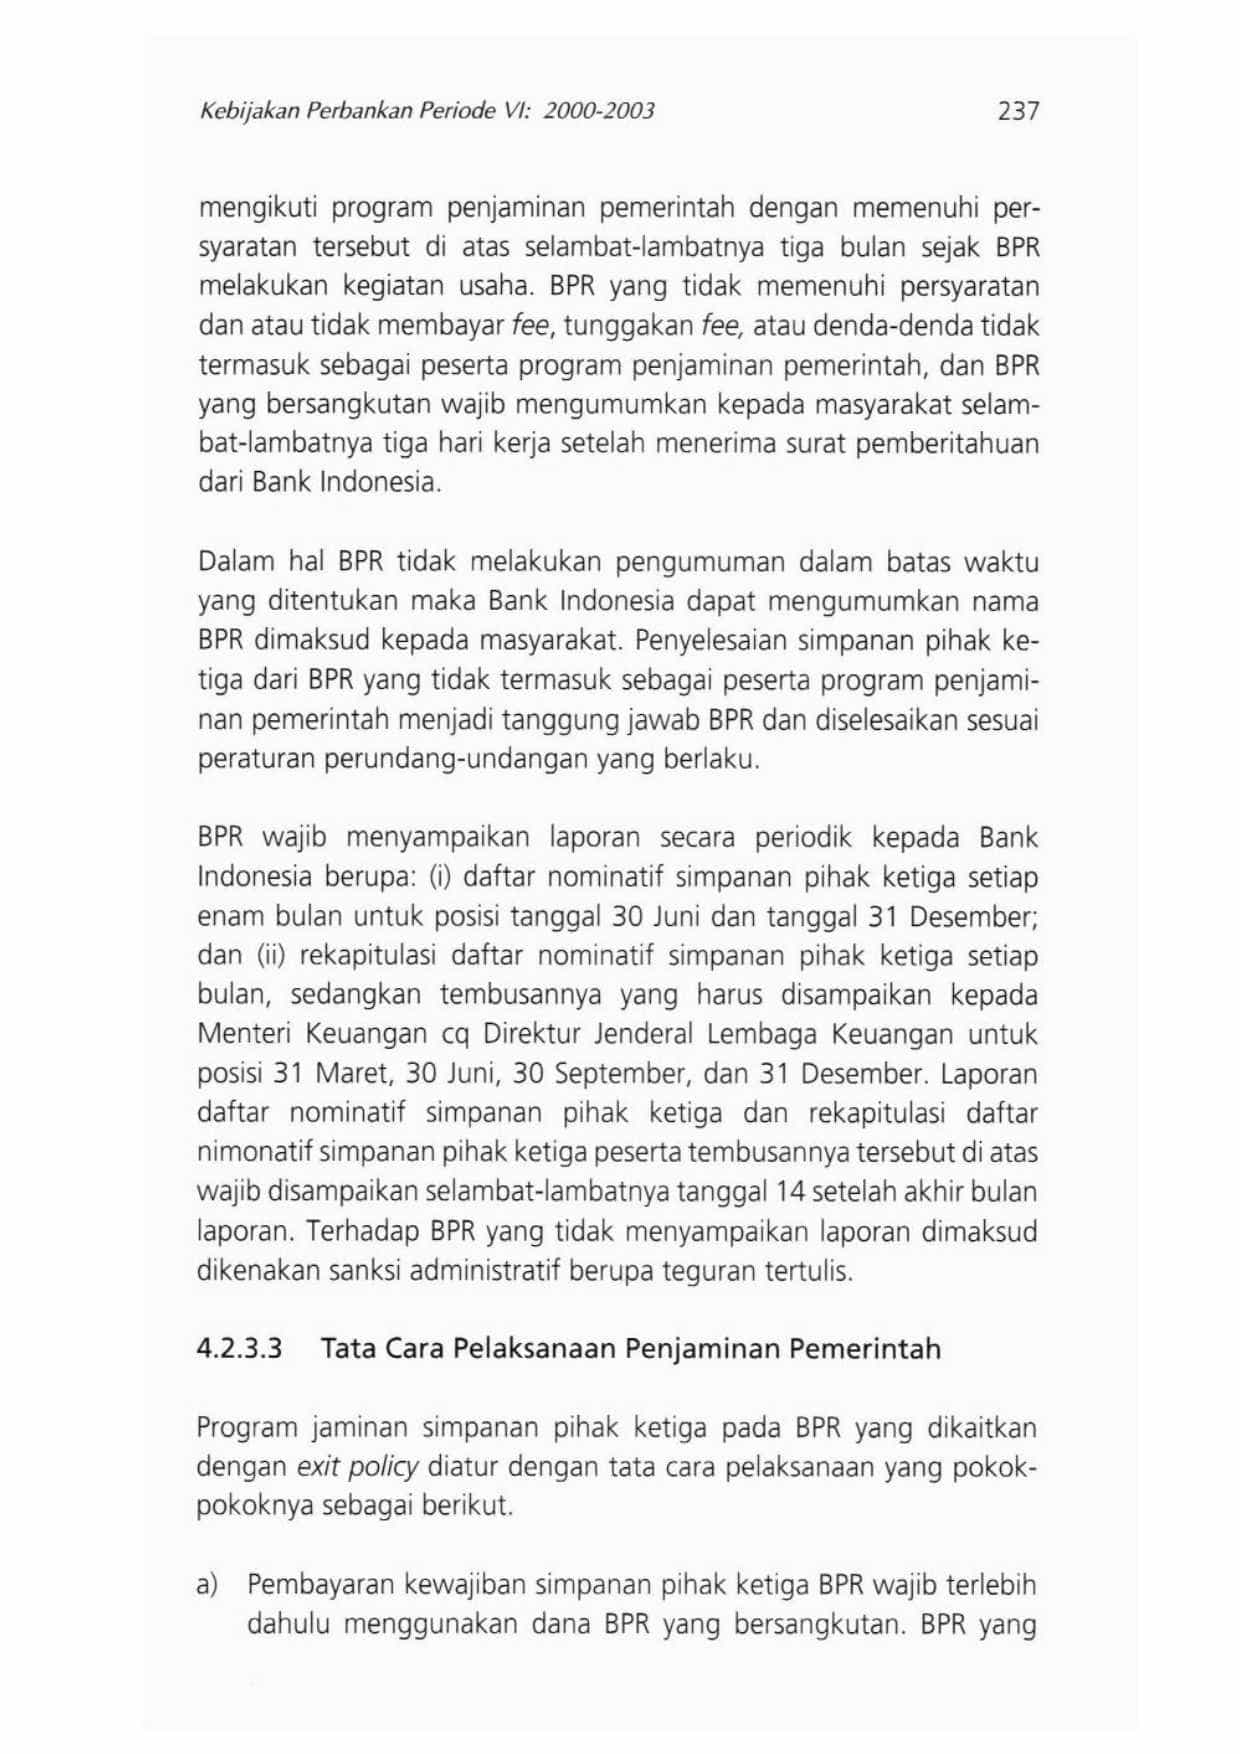 Kebijakan Perbankan Periode VI: 2000-2003 237
mengikuti program penjaminan pemerintah dengan memenuhi per-
syaratan tersebut di atas selambat-lambatnya tiga bulan sejak BPR
melakukan kegiatan usaha. BPR yang tidak memenuhi persyaratan
dan atau tidak membayar fee, tunggakan fee, atau denda-denda tidak
termasuk sebagai peserta program penjaminan pemerintah, dan BPR
yang bersangkutan wajib mengumumkan kepada masyarakat selam-
bat-lambatnya tiga hari kerja setelah menerima surat pemberitahuan
dari Bank Indonesia.
Dalam hal BPR tidak melakukan pengumuman dalam batas waktu
yang ditentukan maka Bank Indonesia dapat mengumumkan nama
BPR dimaksud kepada masyarakat. Penyelesaian simpanan pihak ke-
tiga dari BPR yang tidak termasuk sebagai peserta program penjami-
nan pemerintah menjadi tanggung jawab BPR dan diselesaikan sesuai
peraturan perundang-undangan yang berlaku.
BPR wajib menyampaikan laporan secara periodik kepada Bank
Indonesia berupa: (i) daftar nominatif simpanan pihak ketiga setiap
enam bulan untuk posisi tanggal 30 Juni dan tanggal 31 Desember;
dan (ii) rekapitulasi daftar nominatif simpanan pihak ketiga setiap
bulan, sedangkan tembusannya yang harus disampaikan kepada
Menteri Keuangan cq Direktur Jenderal Lembaga Keuangan untuk
posisi 31 Maret, 30 Juni, 30 September, dan 31 Desember. Laporan
daftar nominatif simpanan pihak ketiga dan rekapitulasi daftar
nimonatif simpanan pihak ketiga peserta tembusannya tersebut di atas
wajib disampaikan selambat-lambatnya tanggal 14 setelah akhir bulan
laporan. Terhadap BPR yang tidak menyampaikan laporan dimaksud
dikenakan sanksi administratif berupa teguran tertulis.
4.2.3.3 Tata Cara Pelaksanaan Penjaminan Pemerintah
Program jaminan simpanan pihak ketiga pada BPR yang dikaitkan
dengan exit policy diatur dengan tata cara pelaksanaan yang pokok-
pokoknya sebagai berikut.
a) Pembayaran kewajiban simpanan pihak ketiga BPR wajib terlebih
dahulu menggunakan dana BPR yang bersangkutan. BPR yang